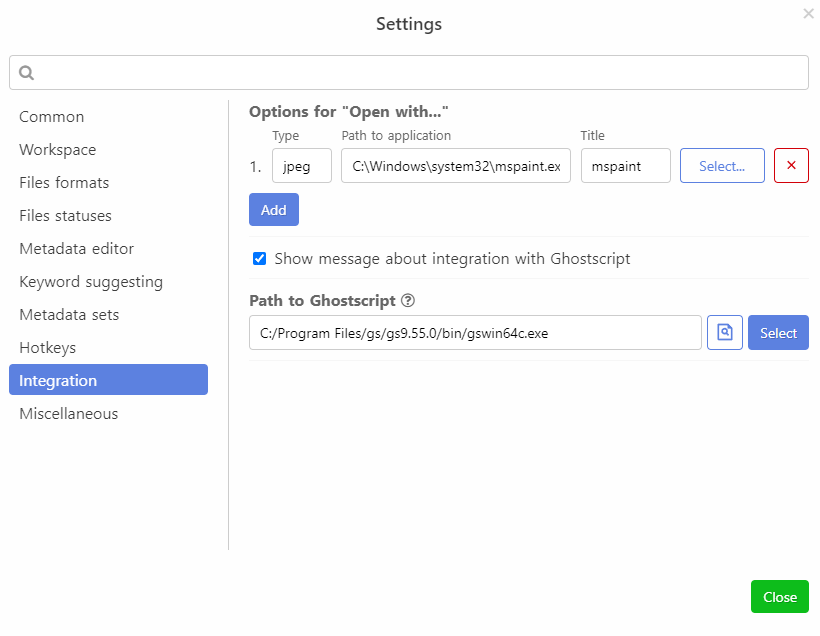 Settings
Common
Workspace
Files formats
Files statuses
Metadata editor
Keyword suggesting
Metadata sets
Hotkeys
Integration
Miscellaneous
Options for "Open with..."
Type Path to application Title
1. jpeg C:\Windows\system32\mspaint.ex mspaint Select... ×
Add
Show message about integration with Ghostscript
Path to Ghostscript ?
C:/Program Files/gs/gs9.55.0/bin/gswin64c.exe Select
Close